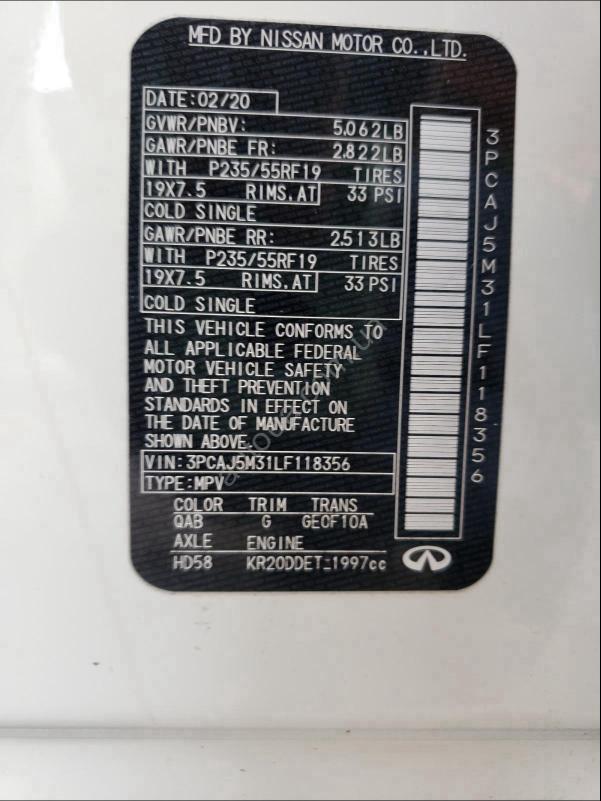 MFD BY NISSAN MOTOR CO.,LTD.
DATE:02/20
GVWR/PNBV: 5.062LB
GAWR/PNBE FR: 2.822LB
WITH P235/55RF19 TIRES
19X7.5 RIMS.AT 33 PSI
COLD SINGLE
GAWR/PNBE RR: 2.513LB
WITH P235/55RF19 TIRES
19X7.5 RIMS.AT 33 PSI
COLD SINGLE
THIS VEHICLE CONFORMS TO
ALL APPLICABLE FEDERAL
MOTOR VEHICLE SAFETY
AND THEFT PREVENTION
STANDARDS IN EFFECT ON
THE DATE OF MANUFACTURE
SHOWN ABOVE.
VIN:3PCAJ5M31LF118356
TYPE:MPV
COLOR TRIM TRANS
QAB G GE0F10A
AXLE ENGINE
HD58 KR20DDET-1997cc
3PCAJ5M31LF118356